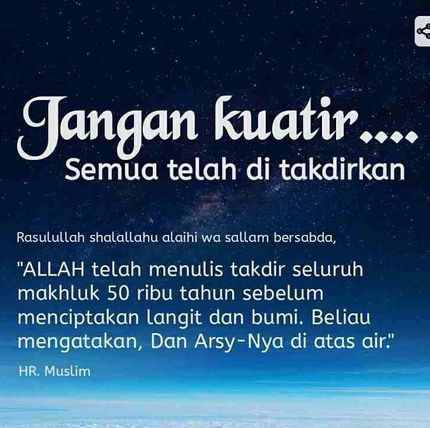 Jangan kuatir....
Semua telah di takdirkan
Rasulullah shalallahu alaihi wa sallam bersabda,
"ALLAH telah menulis takdir seluruh
makhluk 50 ribu tahun sebelum
menciptakan langit dan bumi. Beliau
mengatakan, Dan Arsy-Nya di atas air."
HR. Muslim